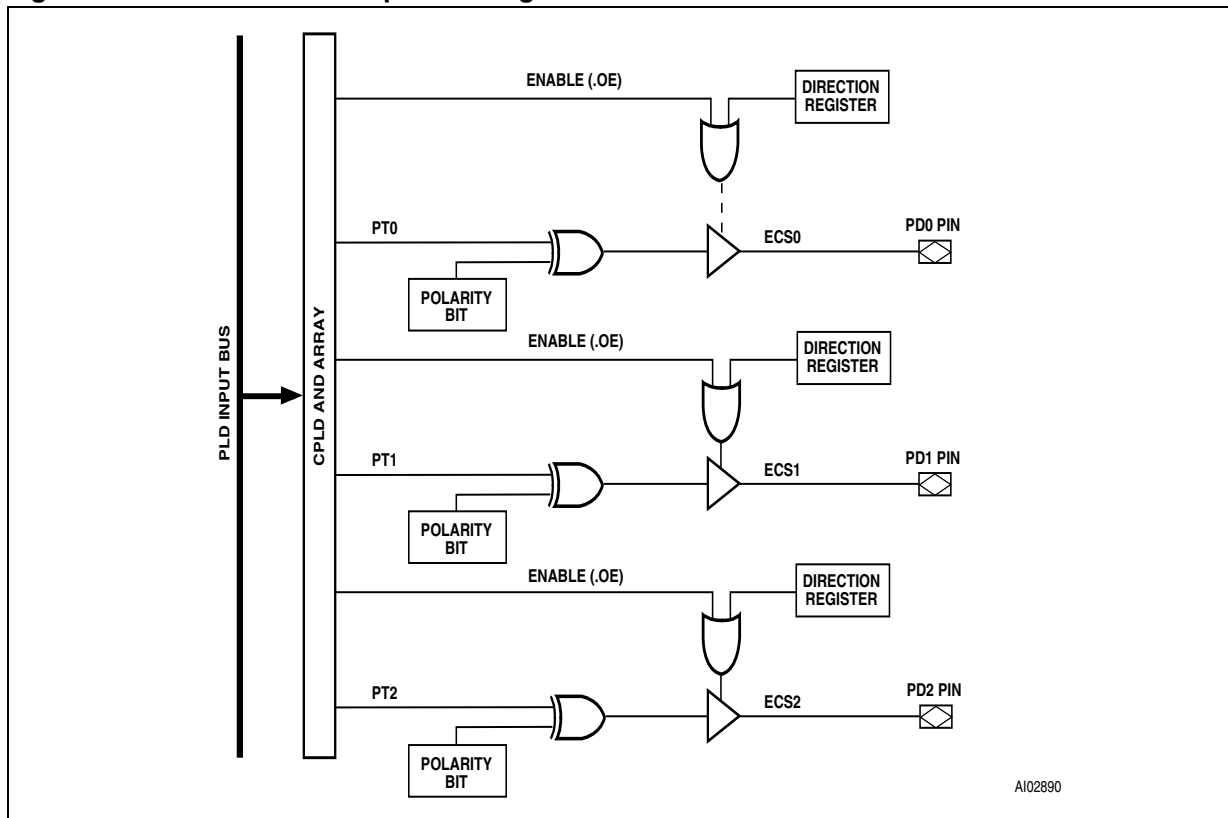 ENABLE (.OE)
DIRECTION
REGISTER
PT0
ECS0
PD0 PIN
POLARITY
BIT
ENABLE (.OE)
DIRECTION
REGISTER
PLD INPUT BUS
CPLD AND ARRAY
PT1
ECS1
PD1 PIN
POLARITY
BIT
ENABLE (.OE)
DIRECTION
REGISTER
PT2
ECS2
PD2 PIN
POLARITY
BIT
AI02890